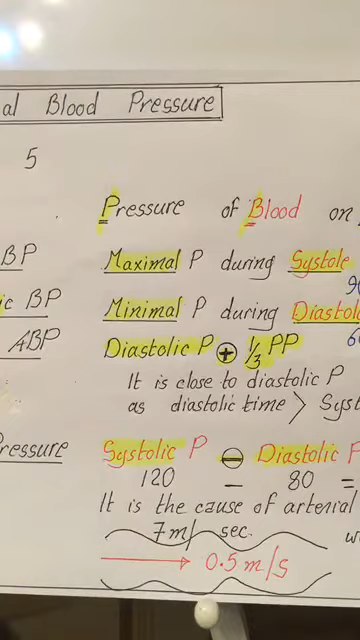 al Blood Pressure
5
Pressure of Blood on
BP Maximal P during Systole
90
ic BP Minimal P during Diastol
60
ABP Diastolic P + 1/3 PP
It is close to diastolic P
as diastolic time > Syst
ressure Systolic P - Diastolic P
120 - 80 =
It is the cause of arterial
7m/sec. w
→ 0.5 m/s